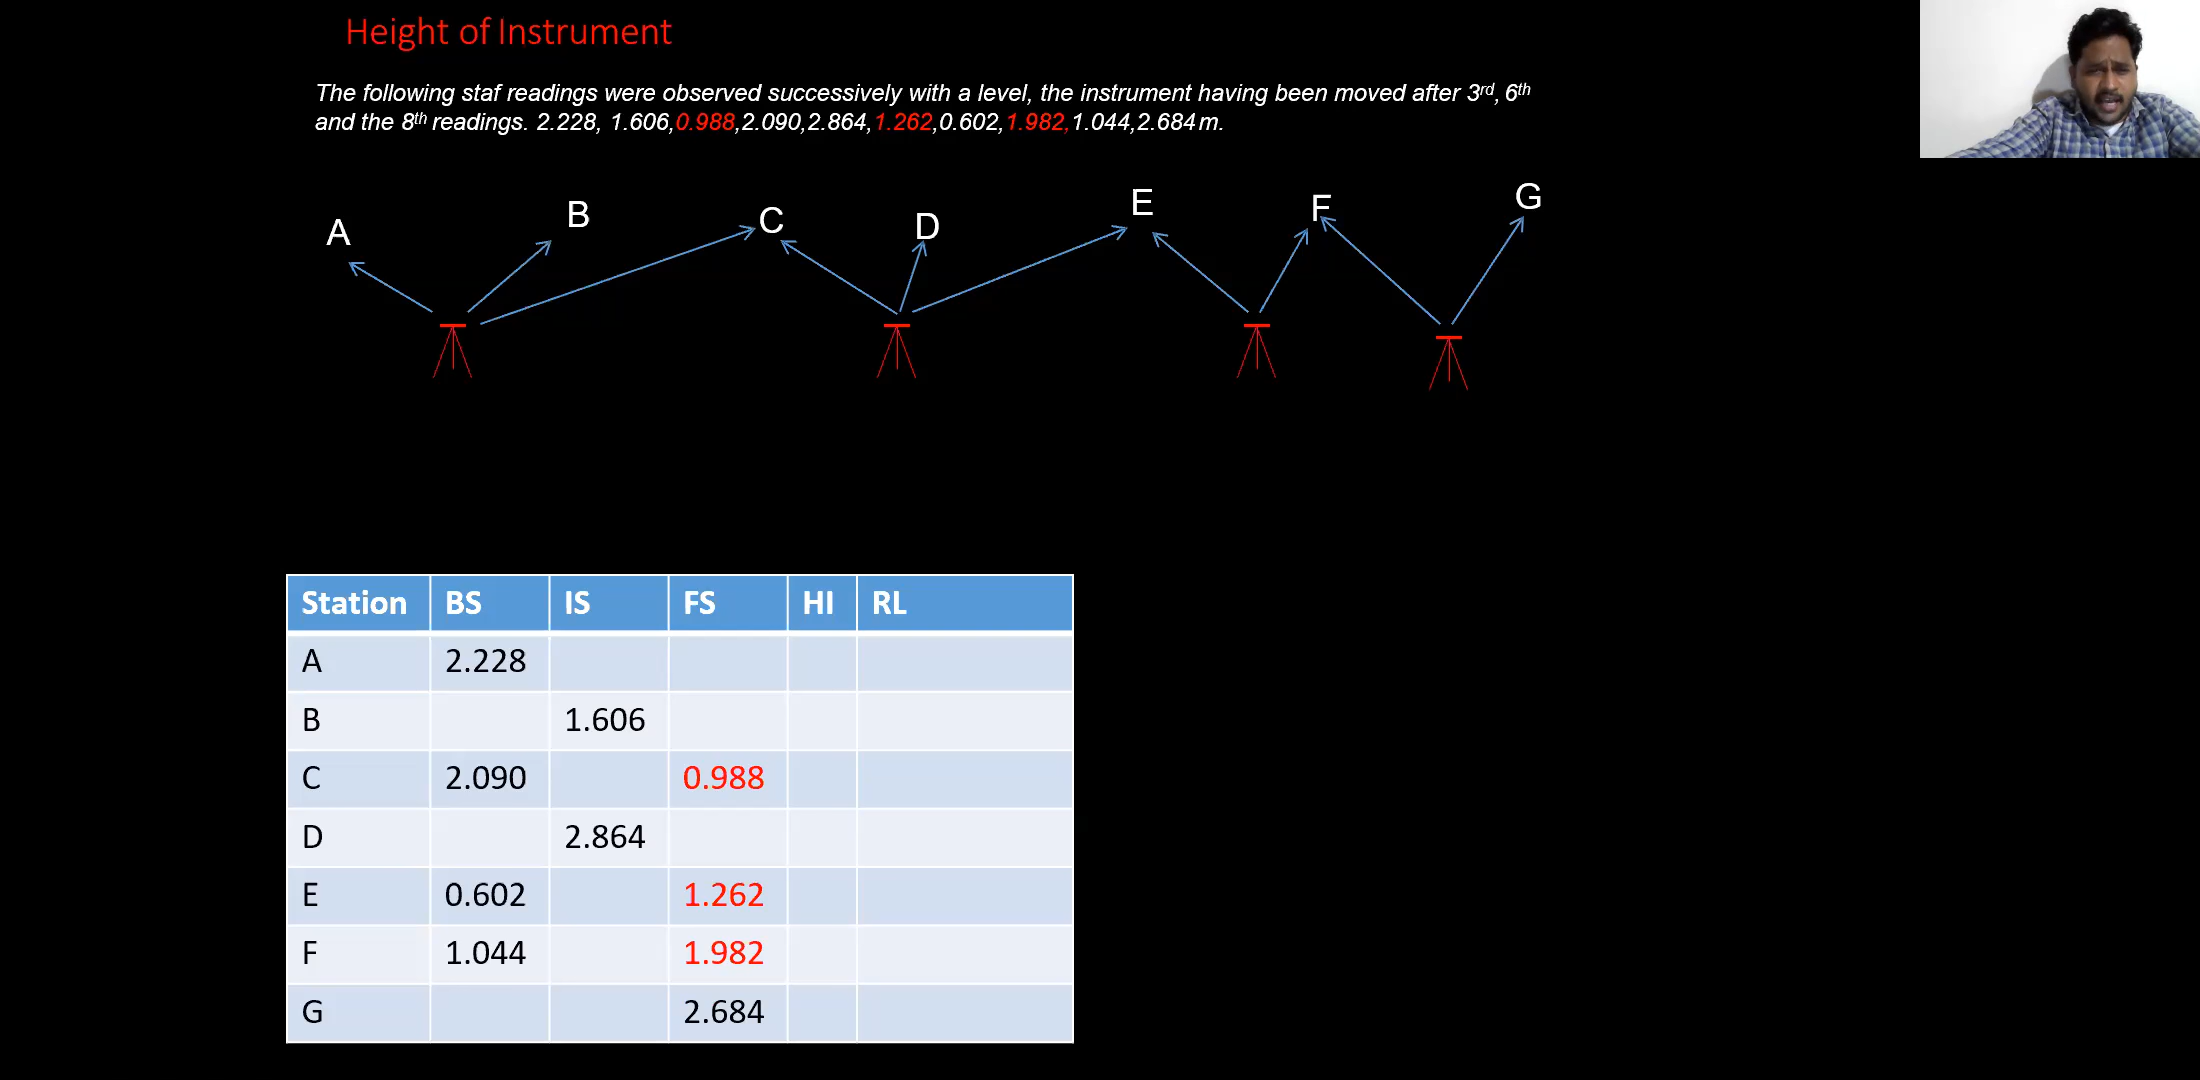 Height of Instrument
The following staf readings were observed successively with a level, the instrument having been moved after 3rd, 6th
and the 8th readings. 2.228, 1.606,0.988,2.090,2.864,1.262,0.602,1.982,1.044,2.684 m.
A B C D E F G
Station BS IS FS HI RL
A 2.228
B 1.606
C 2.090 0.988
D 2.864
E 0.602 1.262
F 1.044 1.982
G 2.684